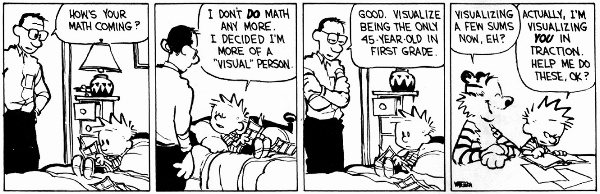 HOW'S YOUR
MATH COMING?
I DON'T DO MATH
ANY MORE.
I DECIDED I'M
MORE OF A
"VISUAL" PERSON.
GOOD. VISUALIZE
BEING THE ONLY
45-YEAR-OLD IN
FIRST GRADE.
VISUALIZING
A FEW SUMS
NOW, EH?
ACTUALLY, I'M
VISUALIZING
YOU IN
TRACTION.
HELP ME DO
THESE, OK?